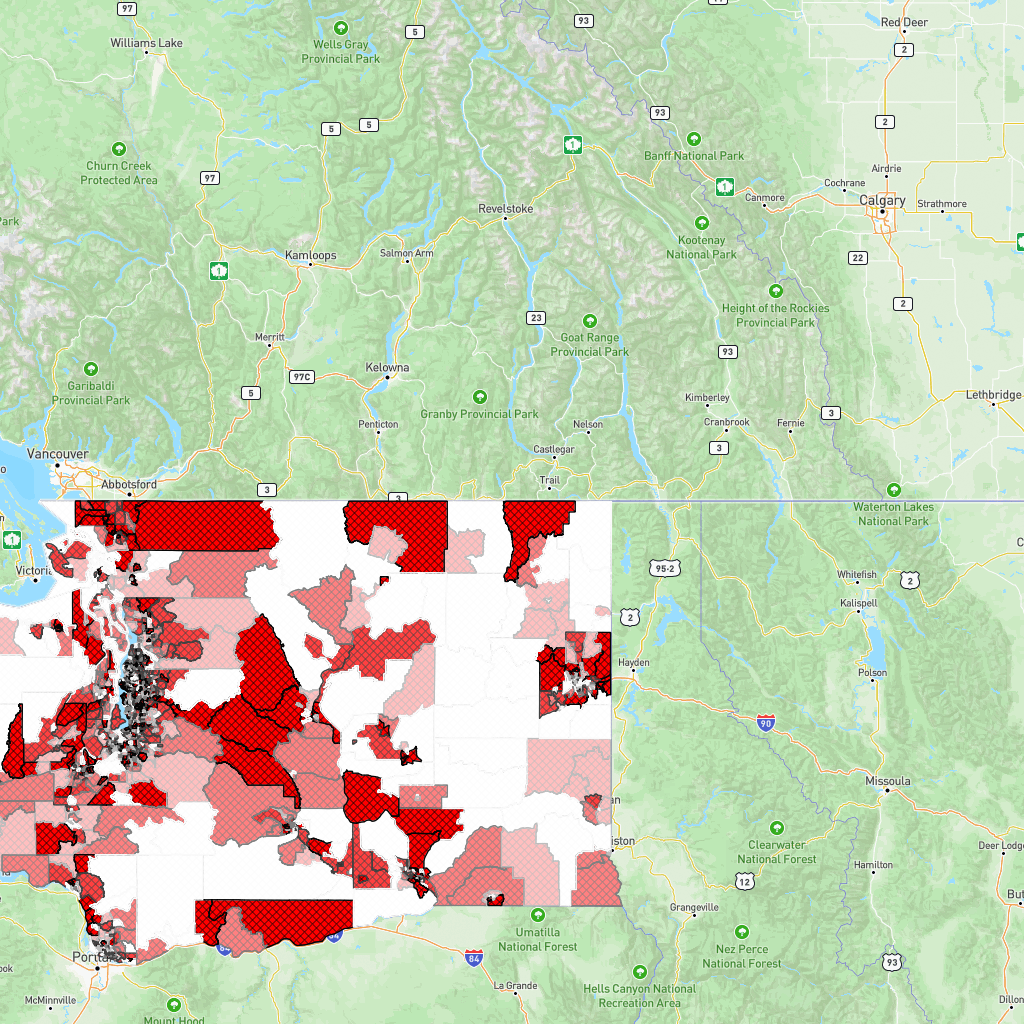 97
93
Williams Lake
Wells Gray
Provincial Park
5
Red Deer
2
5
5
93
2
1
Churn Creek
Protected Area
Banff National Park
97
1
Airdrie
Cochrane
Canmore
Calgary
Strathmore
Revelstoke
Park
Kootenay
National Park
Salmon Arm
Kamloops
1
22
Height of the Rockies
Provincial Park
2
23
Goat Range
Provincial Park
Merritt
93
Garibaldi
Provincial Park
97C
Kelowna
5
Granby Provincial Park
Kimberley
Lethbridge
3
Penticton
Nelson
Cranbrook
Fernie
3
Vancouver
Castlegar
Trail
Abbotsford
3
3
Waterton Lakes
National Park
1
Victoria
95-2
Whitefish
2
Kalispell
2
Hayden
Polson
90
Missoula
Clearwater
National Forest
iston
Hamilton
Deer Lodge
12
Grangeville
Umatilla
National Forest
Nez Perce
National Forest
84
84
84
93
Portla
La Grande
Hells Canyon National
Recreation Area
McMinnville
Dillon
Mount Hood